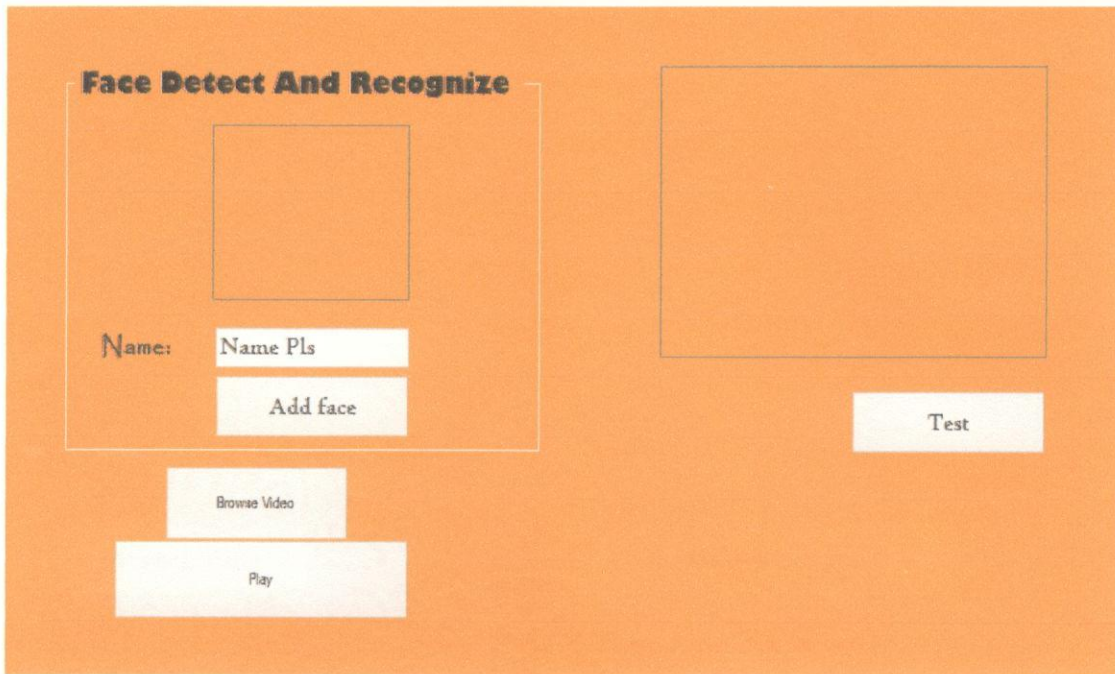 Face Detect And Recognize
Name:
Name Pls
Add face
Test
Browse Video
Play